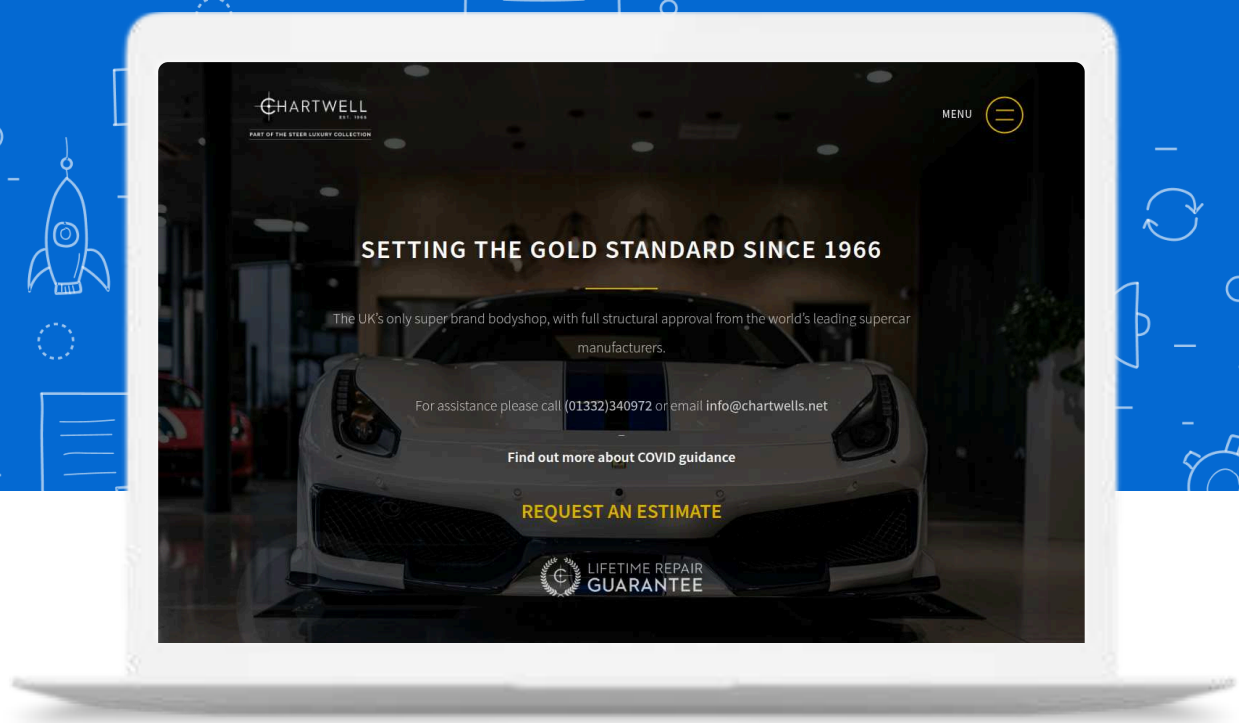 CHARTWELL
EST. 1966
PART OF THE STEER LUXURY COLLECTION
MENU
SETTING THE GOLD STANDARD SINCE 1966
The UK's only super brand bodyshop, with full structural approval from the world's leading supercar
manufacturers.
For assistance please call (01332)340972 or email info@chartwells.net
–
Find out more about COVID guidance
REQUEST AN ESTIMATE
LIFETIME REPAIR
GUARANTEE